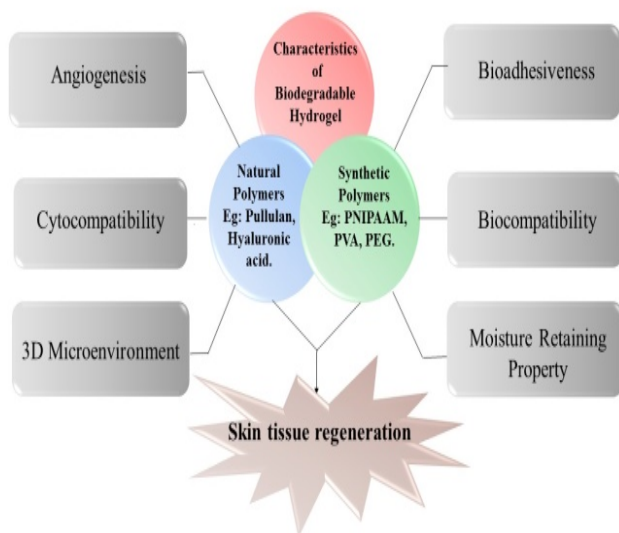 Characteristics
of
Biodegradable
Hydrogel
Angiogenesis
Bioadhesiveness
Natural
Polymers
Eg: Pullulan,
Hyaluronic
acid.
Synthetic
Polymers
Eg: PNIPAAM,
PVA, PEG.
Cytocompatibility
Biocompatibility
3D Microenvironment
Moisture Retaining
Property
Skin tissue regeneration